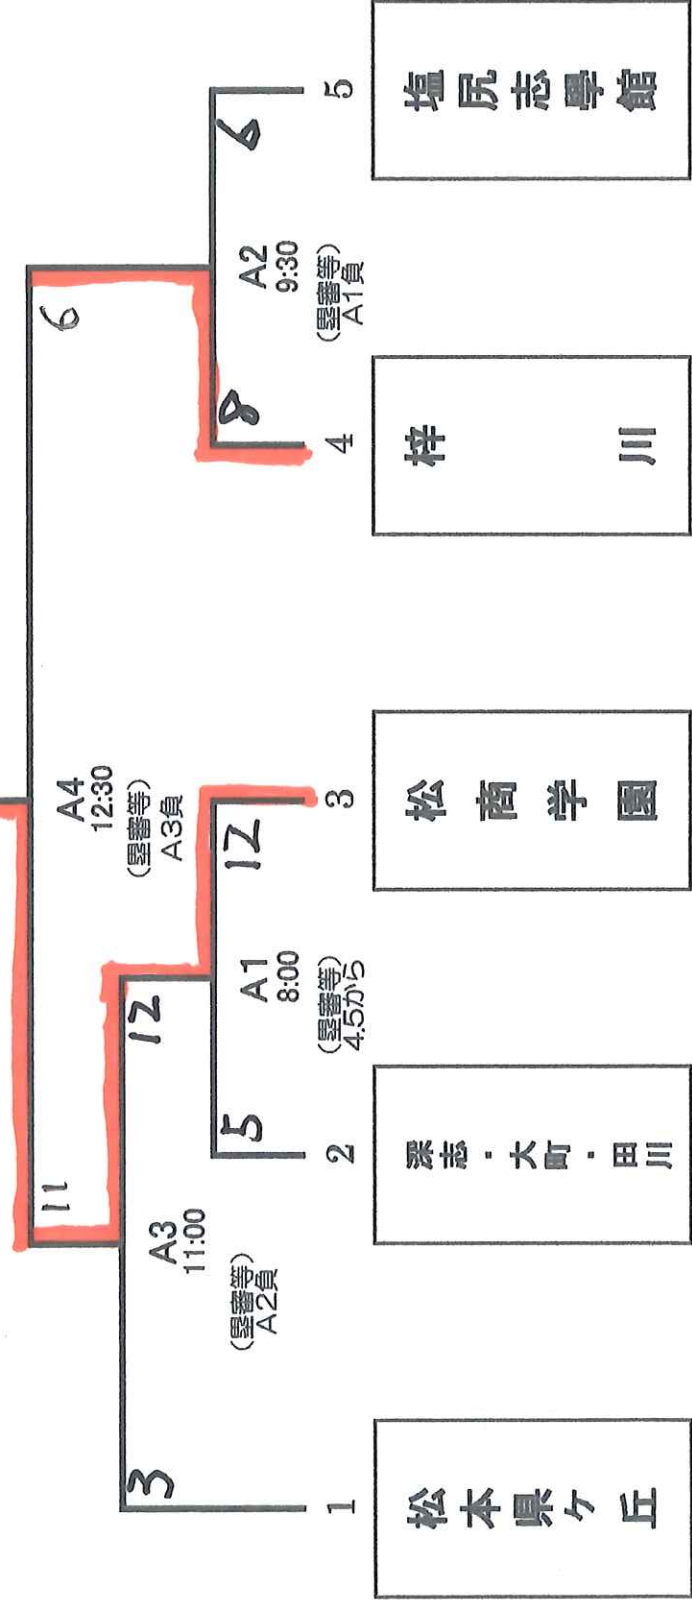 11
6
A4
12:30
(塁審等)
A3負
3
12
A3
11:00
(塁審等)
A2負
5
12
A1
8:00
(塁審等)
4.5から
8
6
A2
9:30
(塁審等)
A1負
1
2
3
4
5
松本県ケ丘
深志・大町・田川
松商学園
梓川
塩尻志學館